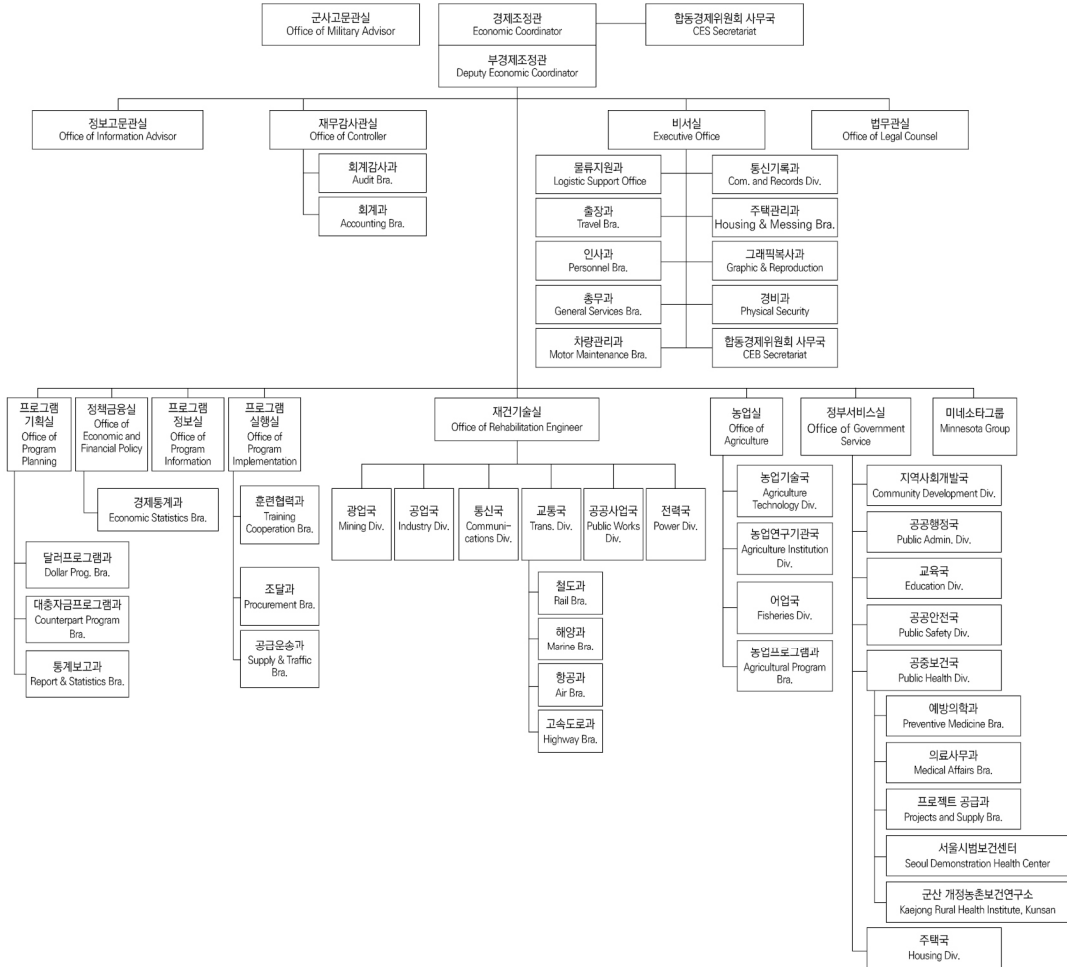 군사고문관실
Office of Military Advisor
경제조정관
Economic Coordinator
합동경제위원회 사무국
CES Secretariat
부경제조정관
Deputy Economic Coordinator
정보고문관실
Office of Information Advisor
재무감사관실
Office of Controller
비서실
Executive Office
법무관실
Office of Legal Counsel
회계감사과
Audit Bra.
회계과
Accounting Bra.
물류지원과
Logistic Support Office
통신기록과
Com. and Records Div.
출장과
Travel Bra.
주택관리과
Housing & Messing Bra.
인사과
Personnel Bra.
그래픽복사과
Graphic & Reproduction
총무과
General Services Bra.
경비과
Physical Security
차량관리과
Motor Maintenance Bra.
합동경제위원회 사무국
CEB Secretariat
프로그램
기획실
Office of
Program
Planning
정책금융실
Office of
Economic and
Financial Policy
프로그램
정보실
Office of
Program
Information
프로그램
실행실
Office of
Program
Implementation
재건기술실
Office of Rehabilitation Engineer
농업실
Office of
Agriculture
정부서비스실
Office of Government
Service
미네소타그룹
Minnesota Group
경제통계과
Economic Statistics Bra.
달러프로그램과
Dollar Prog. Bra.
대충자금프로그램과
Counterpart Program
Bra.
통계보고과
Report & Statistics Bra.
훈련협력과
Training
Cooperation Bra.
조달과
Procurement Bra.
공급운송과
Supply & Traffic
Bra.
광업국
Mining Div.
공업국
Industry Div.
통신국
Communi-
cations Div.
교통국
Trans. Div.
공공사업국
Public Works
Div.
전력국
Power Div.
철도과
Rail Bra.
해양과
Marine Bra.
항공과
Air Bra.
고속도로과
Highway Bra.
농업기술국
Agriculture
Technology Div.
농업연구기관국
Agriculture Institution
Div.
어업국
Fisheries Div.
농업프로그램과
Agricultural Program
Bra.
지역사회개발국
Community Development Div.
공공행정국
Public Admin. Div.
교육국
Education Div.
공공안전국
Public Safety Div.
공중보건국
Public Health Div.
예방의학과
Preventive Medicine Bra.
의료사무과
Medical Affairs Bra.
프로젝트 공급과
Projects and Supply Bra.
서울시범보건센터
Seoul Demonstration Health Center
군산 개정농촌보건연구소
Kaejong Rural Health Institute, Kunsan
주택국
Housing Div.